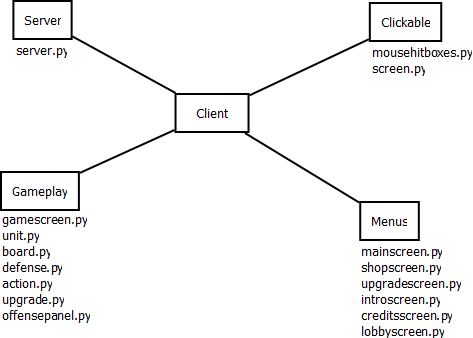 Server
server.py
Clickable
mousehitboxes.py
screen.py
Client
Gameplay
gamescreen.py
unit.py
board.py
defense.py
action.py
upgrade.py
offensepanel.py
Menus
mainscreen.py
shopscreen.py
upgradescreen.py
introscreen.py
creditsscreen.py
lobbyscreen.py